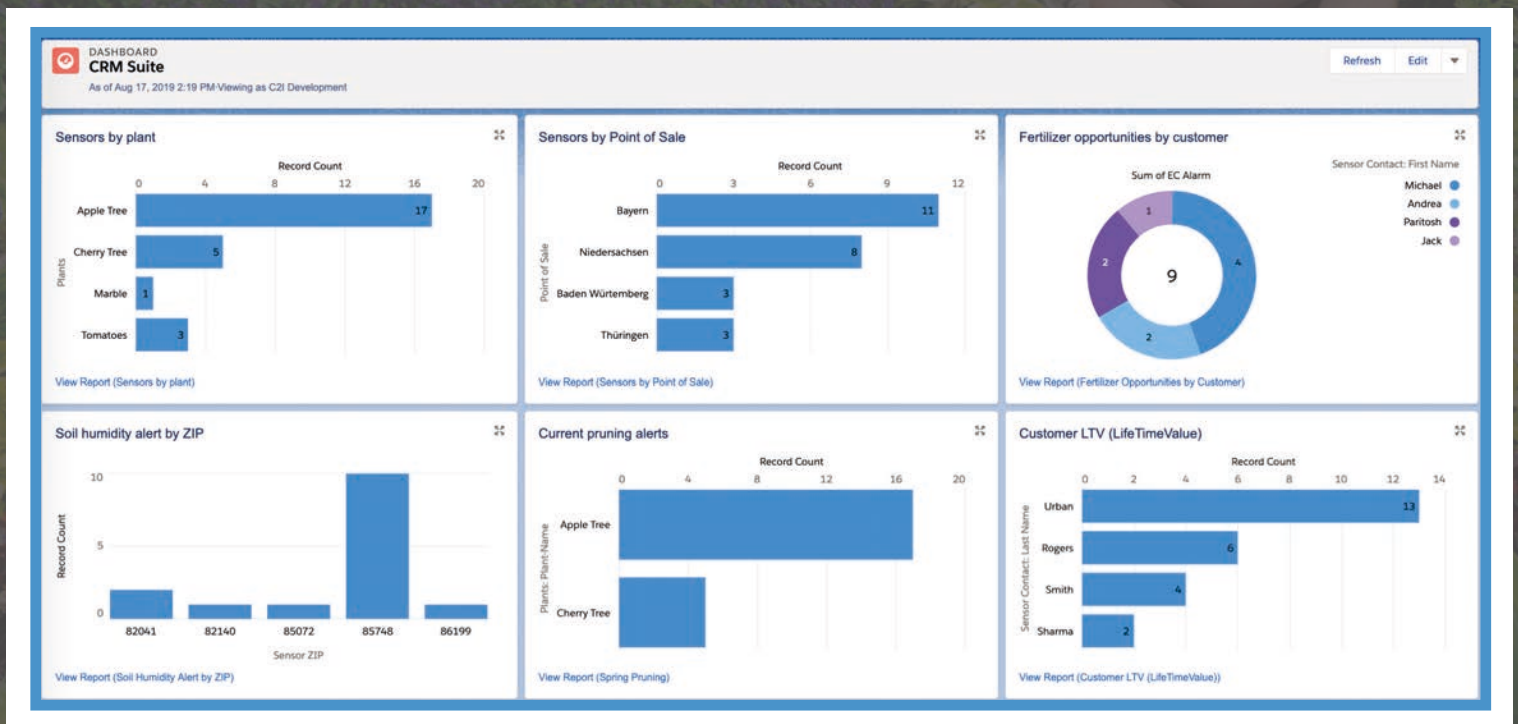 DASHBOARD
CRM Suite
As of Aug 17, 2019 2:19 PM·Viewing as C2I Development
Refresh Edit
Sensors by plant
Record Count
0 4 8 12 16 20
Plants
Apple Tree 17
Cherry Tree 5
Marble 1
Tomatoes 3
View Report (Sensors by plant)
Sensors by Point of Sale
Record Count
0 3 6 9 12
Point of Sale
Bayern 11
Niedersachsen 8
Baden Würtemberg 3
Thüringen 3
View Report (Sensors by Point of Sale)
Fertilizer opportunities by customer
Sensor Contact: First Name
Sum of EC Alarm
Michael
Andrea
Paritosh
Jack
1
4
2
9
2
View Report (Fertilizer Opportunities by Customer)
Soil humidity alert by ZIP
Record Count
10
5
0
82041 82140 85072 85748 86199
Sensor ZIP
View Report (Soil Humidity Alert by ZIP)
Current pruning alerts
Record Count
0 4 8 12 16 20
Plants: Plant-Name
Apple Tree
Cherry Tree
View Report (Spring Pruning)
Customer LTV (LifeTimeValue)
Record Count
0 2 4 6 8 10 12 14
Sensor Contact: Last Name
Urban 13
Rogers 6
Smith 4
Sharma 2
View Report (Customer LTV (LifeTimeValue))